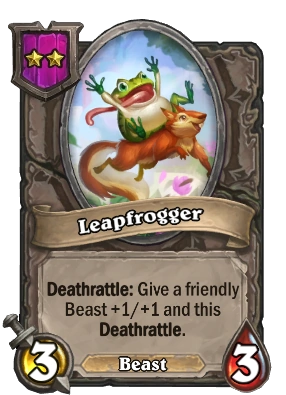 Leapfrogger
Deathrattle: Give a friendly
Beast +1/+1 and this
Deathrattle.
3
Beast
3